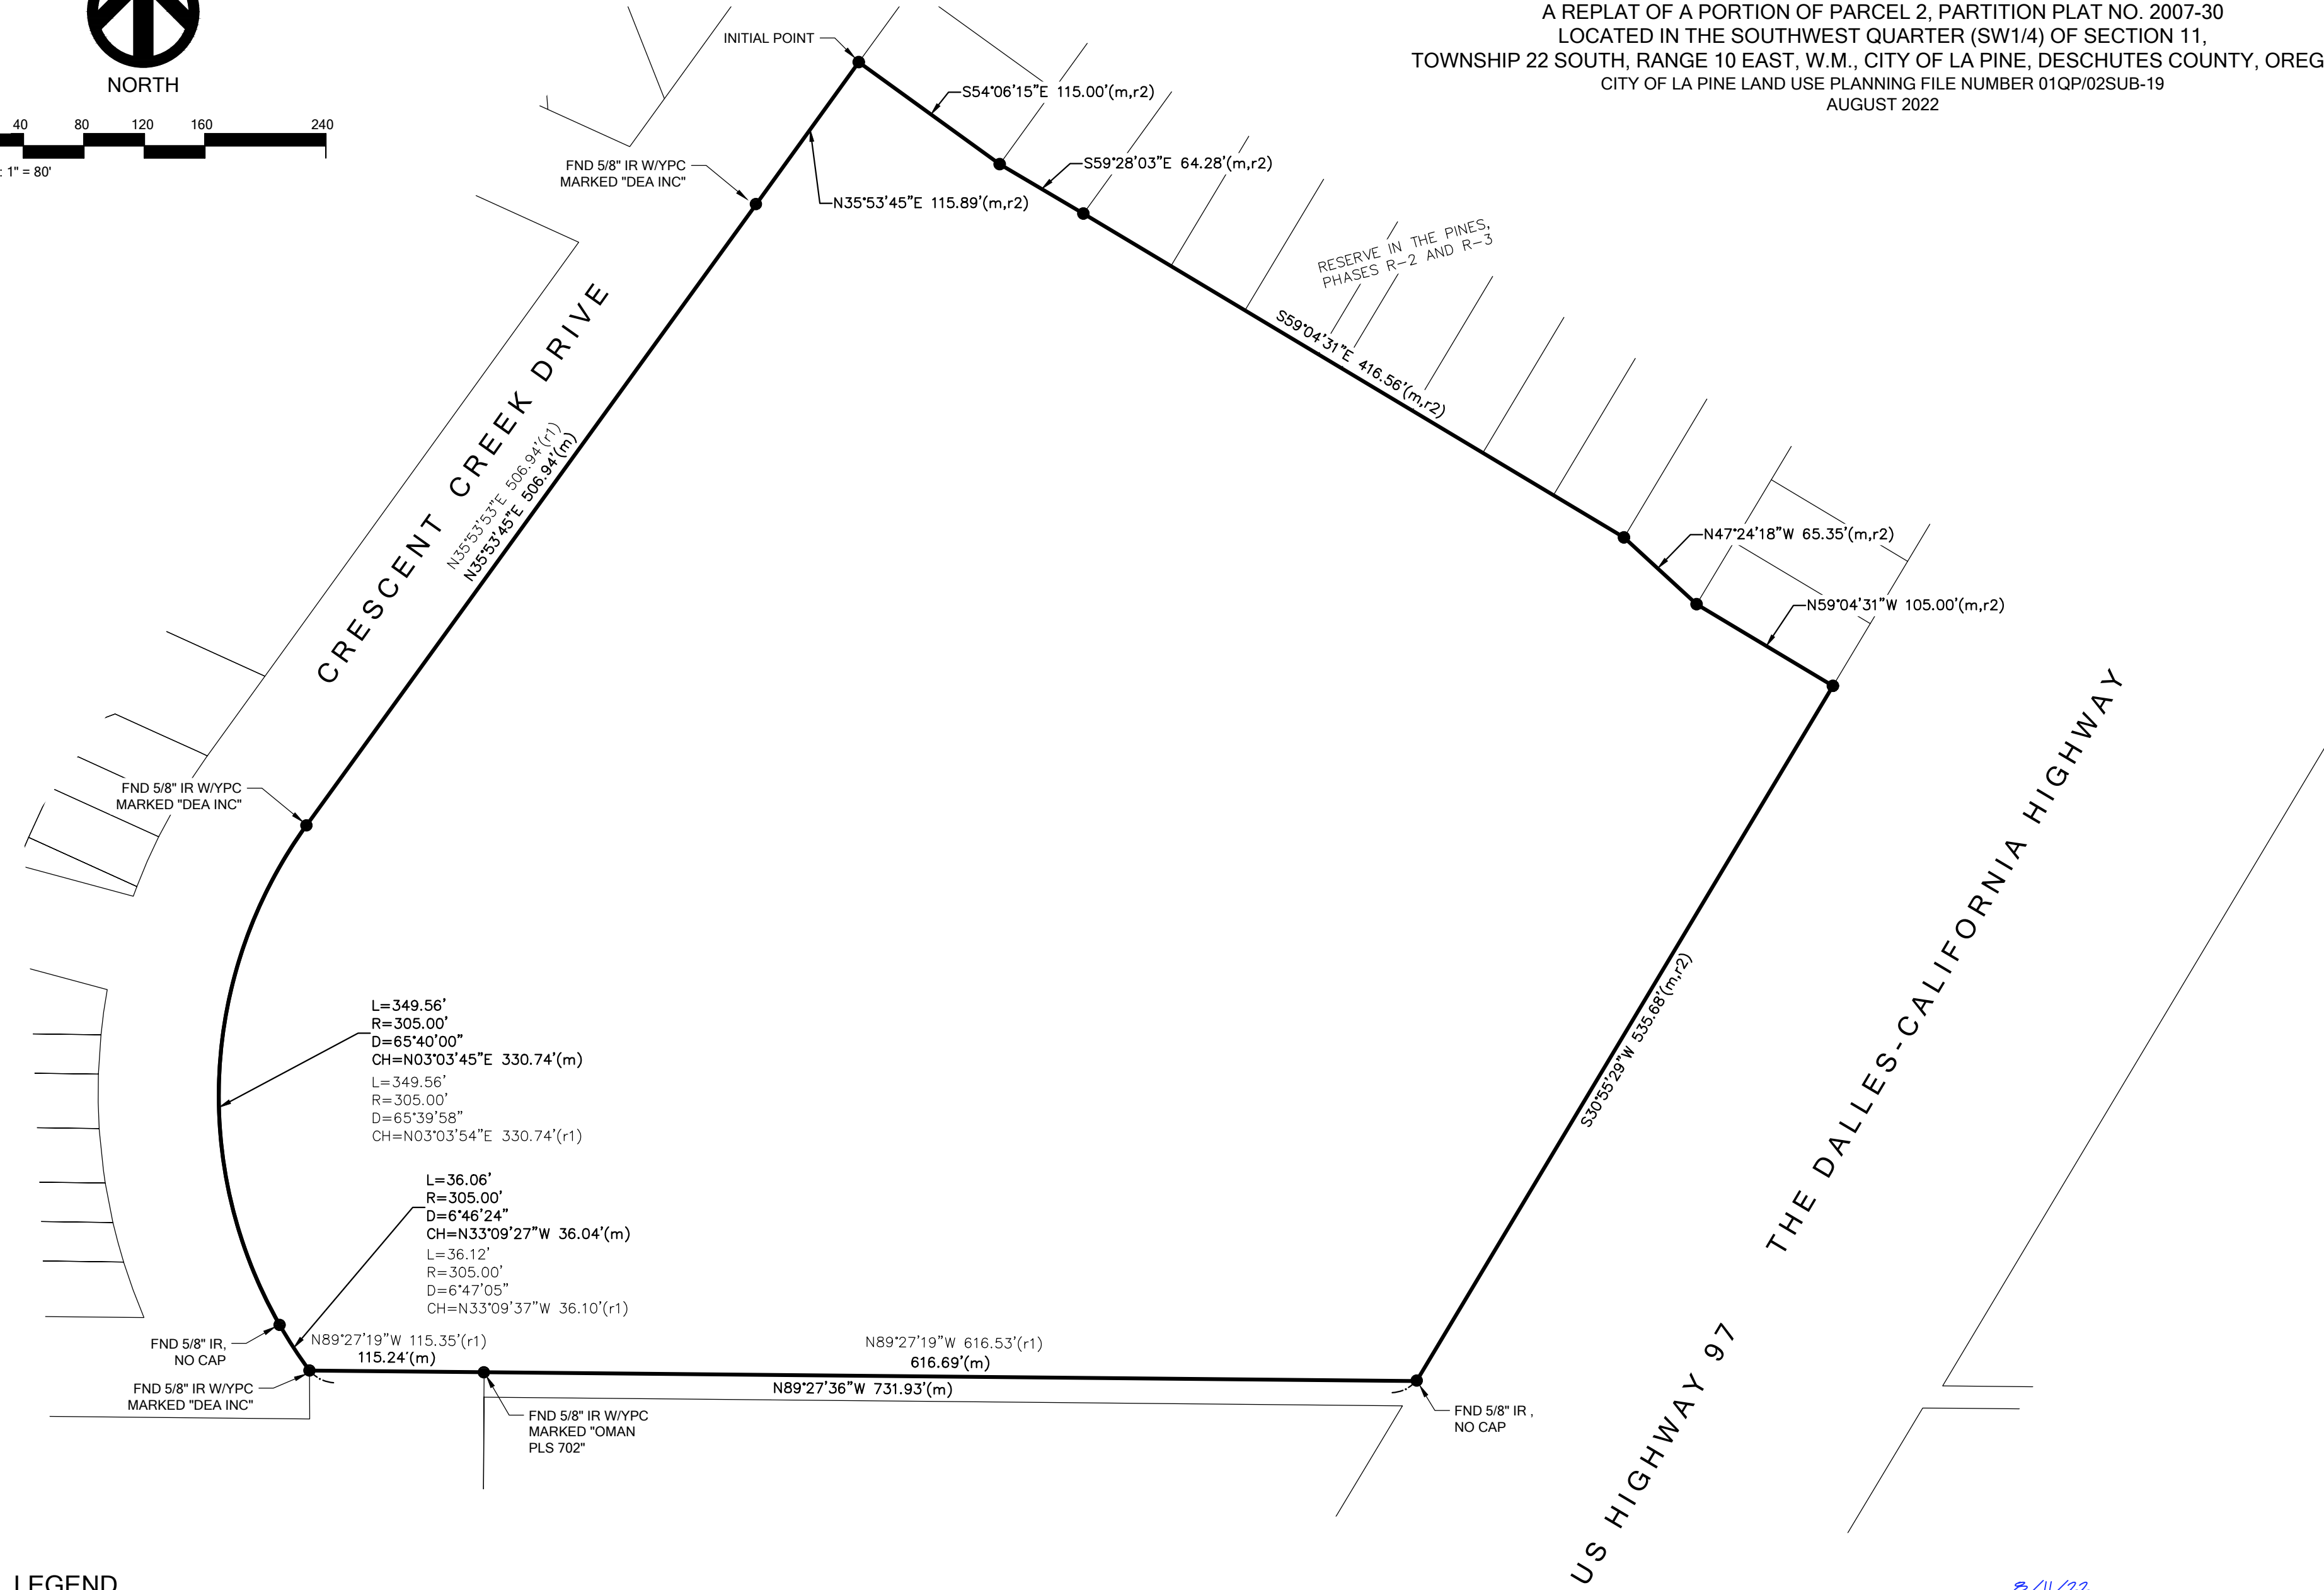 A REPLAT OF A PORTION OF PARCEL 2, PARTITION PLAT NO. 2007-30
LOCATED IN THE SOUTHWEST QUARTER (SW1/4) OF SECTION 11,
TOWNSHIP 22 SOUTH, RANGE 10 EAST, W.M., CITY OF LA PINE, DESCHUTES COUNTY, OREG
CITY OF LA PINE LAND USE PLANNING FILE NUMBER 01QP/02SUB-19
AUGUST 2022
NORTH
40 80 120 160 240
: 1" = 80'
INITIAL POINT
S54°06'15"E 115.00'(m,r2)
S59°28'03"E 64.28'(m,r2)
FND 5/8" IR W/YPC
MARKED "DEA INC"
N35°53'45"E 115.89'(m,r2)
RESERVE IN THE PINES,
PHASES R-2 AND R-3
S59°04'31"E 416.56'(m,r2)
CRESCENT CREEK DRIVE
N35°53'53"E 506.94'(r1)
N35°53'45"E 506.94'(m)
N47°24'18"W 65.35'(m,r2)
N59°04'31"W 105.00'(m,r2)
FND 5/8" IR W/YPC
MARKED "DEA INC"
L=349.56'
R=305.00'
D=65°40'00"
CH=N03°03'45"E 330.74'(m)
L=349.56'
R=305.00'
D=65°39'58"
CH=N03°03'54"E 330.74'(r1)
S30°55'29"W 535.68'(m,r2)
THE DALLES-CALIFORNIA HIGHWAY
L=36.06'
R=305.00'
D=6°46'24"
CH=N33°09'27"W 36.04'(m)
L=36.12'
R=305.00'
D=6°47'05"
CH=N33°09'37"W 36.10'(r1)
FND 5/8" IR,
NO CAP
N89°27'19"W 115.35'(r1)
115.24'(m)
N89°27'19"W 616.53'(r1)
616.69'(m)
N89°27'36"W 731.93'(m)
FND 5/8" IR W/YPC
MARKED "DEA INC"
FND 5/8" IR W/YPC
MARKED "OMAN
PLS 702"
FND 5/8" IR ,
NO CAP
US HIGHWAY 97
LEGEND
8/11/22